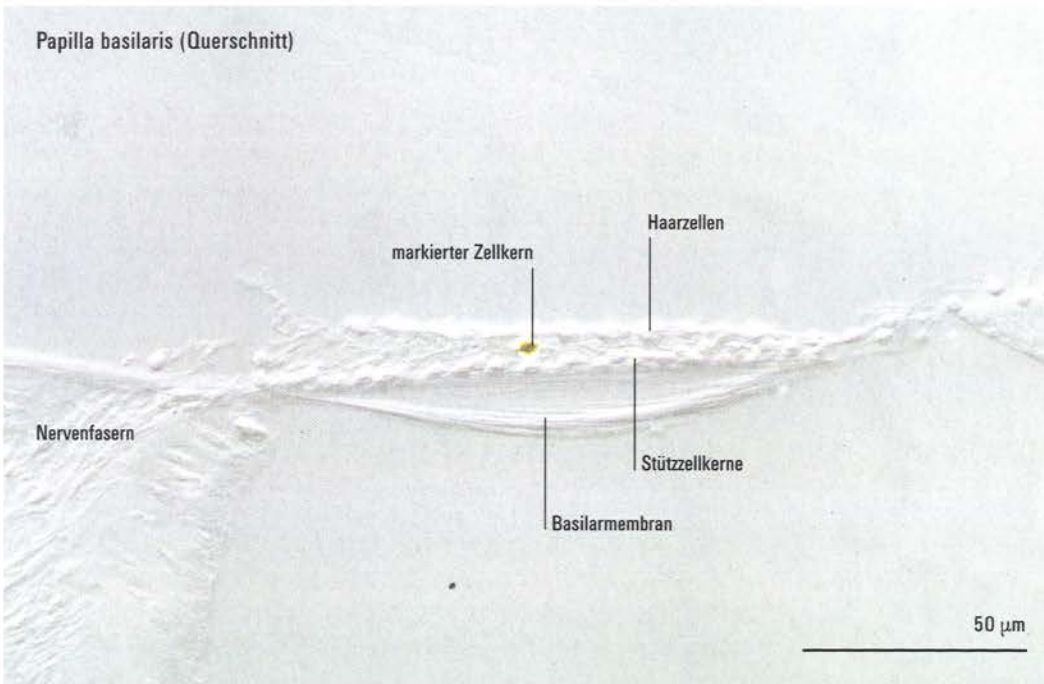 Papilla basilaris (Querschnitt)
Haarzellen
markierter Zellkern
Nervenfasern
Stützzellkerne
Basilarmembran
50 µm